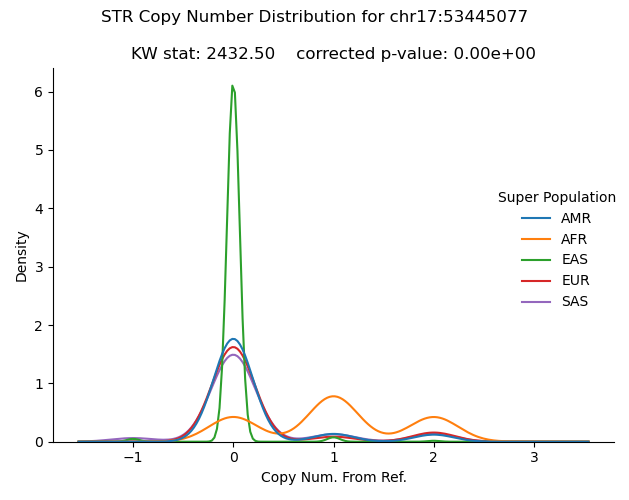 STR Copy Number Distribution for chr17:53445077
KW stat: 2432.50    corrected p-value: 0.00e+00
6
5
4
3
2
1
0
Density
−1
0
1
2
3
Copy Num. From Ref.
Super Population
AMR
AFR
EAS
EUR
SAS